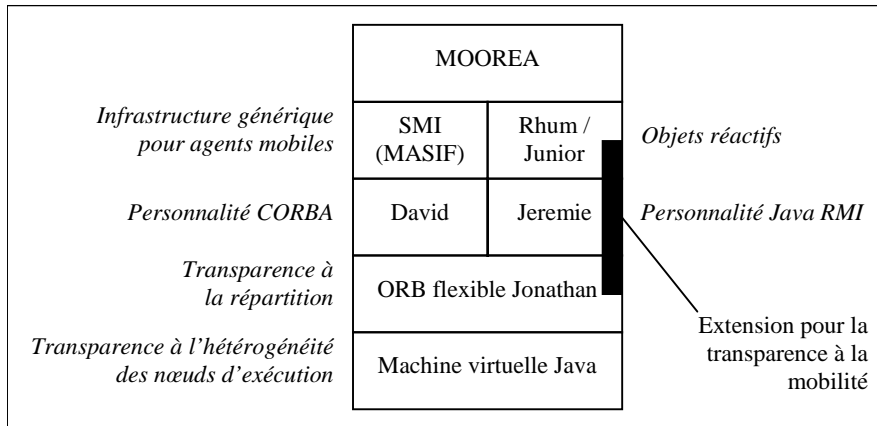 MOOREA
Infrastructure générique
pour agents mobiles
SMI
(MASIF)
Rhum /
Junior
Objets réactifs
Personnalité CORBA
David
Jeremie
Personnalité Java RMI
Transparence à
la répartition
ORB flexible Jonathan
Transparence à l’hétérogénéité
des nœuds d’exécution
Machine virtuelle Java
Extension pour la
transparence à la
mobilité